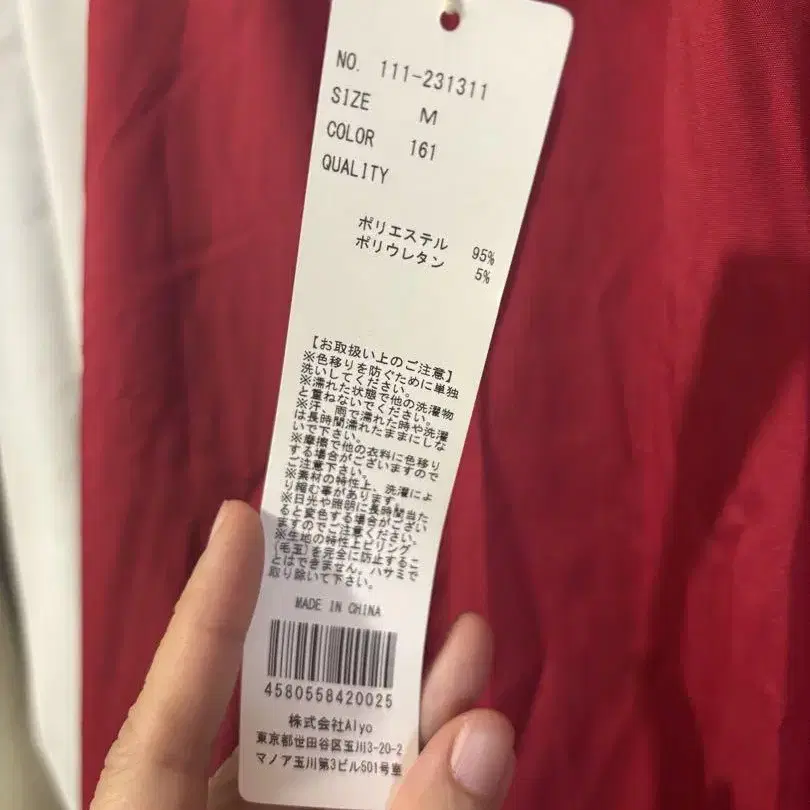 NO. 111-231311
SIZE M
COLOR 161
QUALITY
ポリエステル 95%
ポリウレタン 5%
【お取扱い上のご注意】
※色移りを防ぐために単独
洗いしてください。
※濡れた状態で他の洗濯物
と重ねないでください。
※汗、雨で濡れた時や洗濯
は長時間濡れたままにしな
いで下さい。
※摩擦で他の衣料に色移り
する場合がございますので
ご注意下さい。
※素材の特性上、洗濯によ
り縮む事があります。
※日光や照明に長時間当た
ると変色する場合がござい
ますのでご注意ください。
※生地の特性上ピリング
(毛玉)を完全に防止するこ
とはできません。ハサミで
取り除いて下さい。
MADE IN CHINA
4580558420025
株式会社Alyo
東京都世田谷区玉川3-20-2
マノア玉川第3ビル501号室